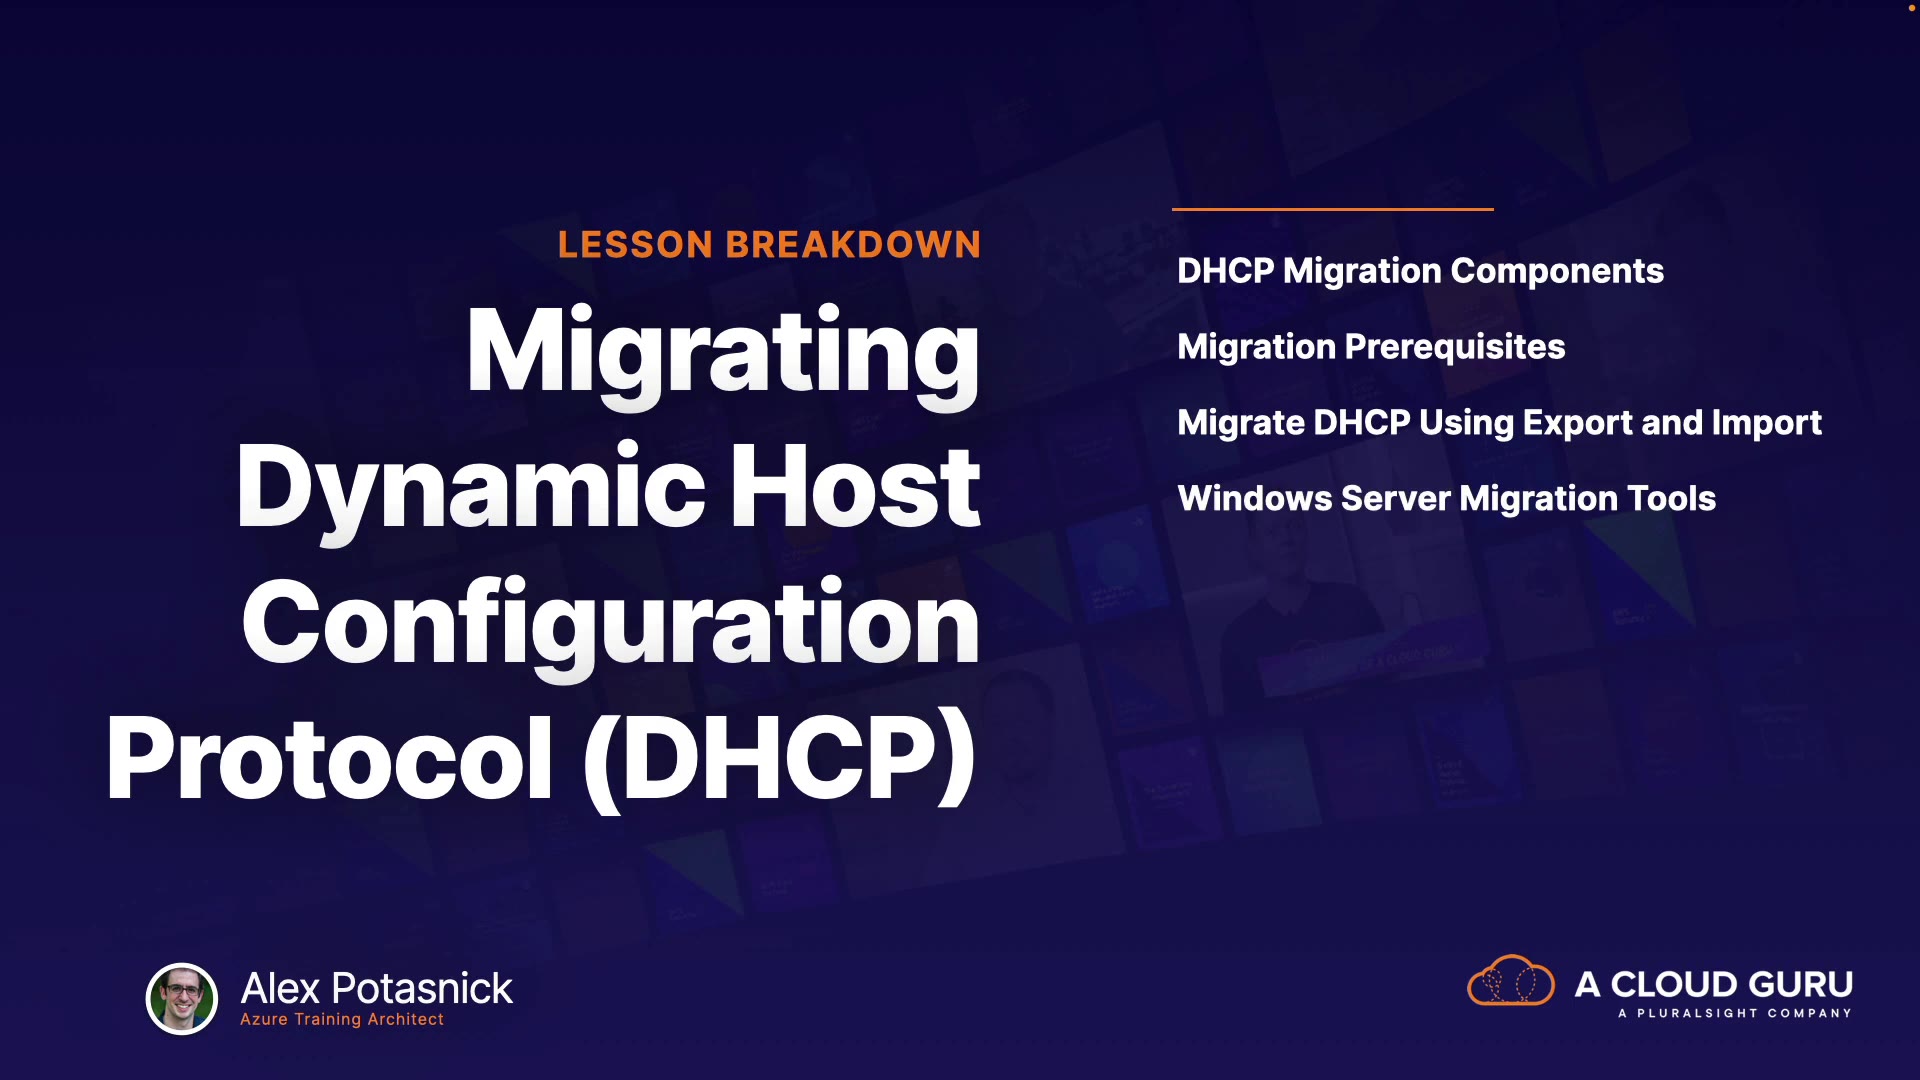 LESSON BREAKDOWN
Migrating
Dynamic Host
Configuration
Protocol (DHCP)
DHCP Migration Components
Migration Prerequisites
Migrate DHCP Using Export and Import
Windows Server Migration Tools
Alex Potasnick
Azure Training Architect
A CLOUD GURU
A PLURALSIGHT COMPANY